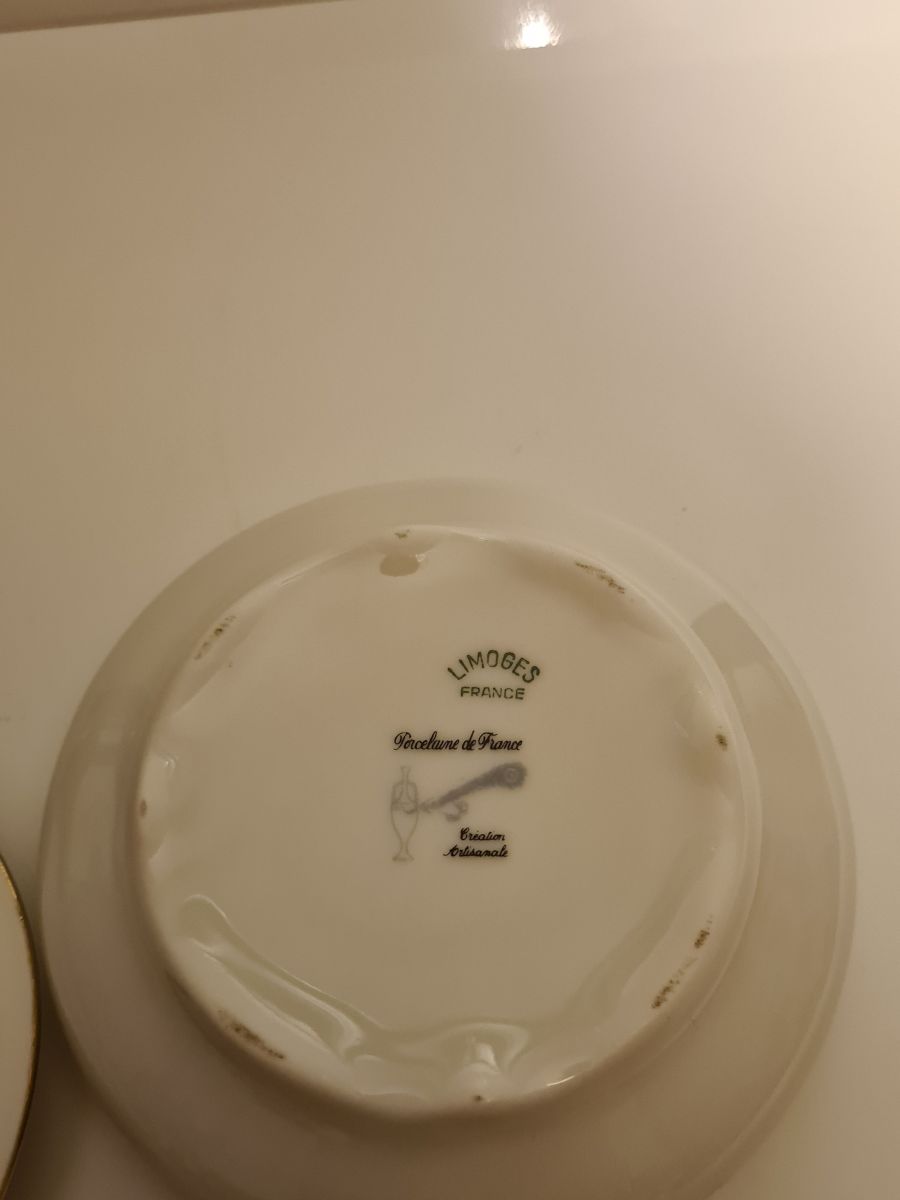 LIMOGES
FRANCE
Porcelaine de France
Création
Artisanale